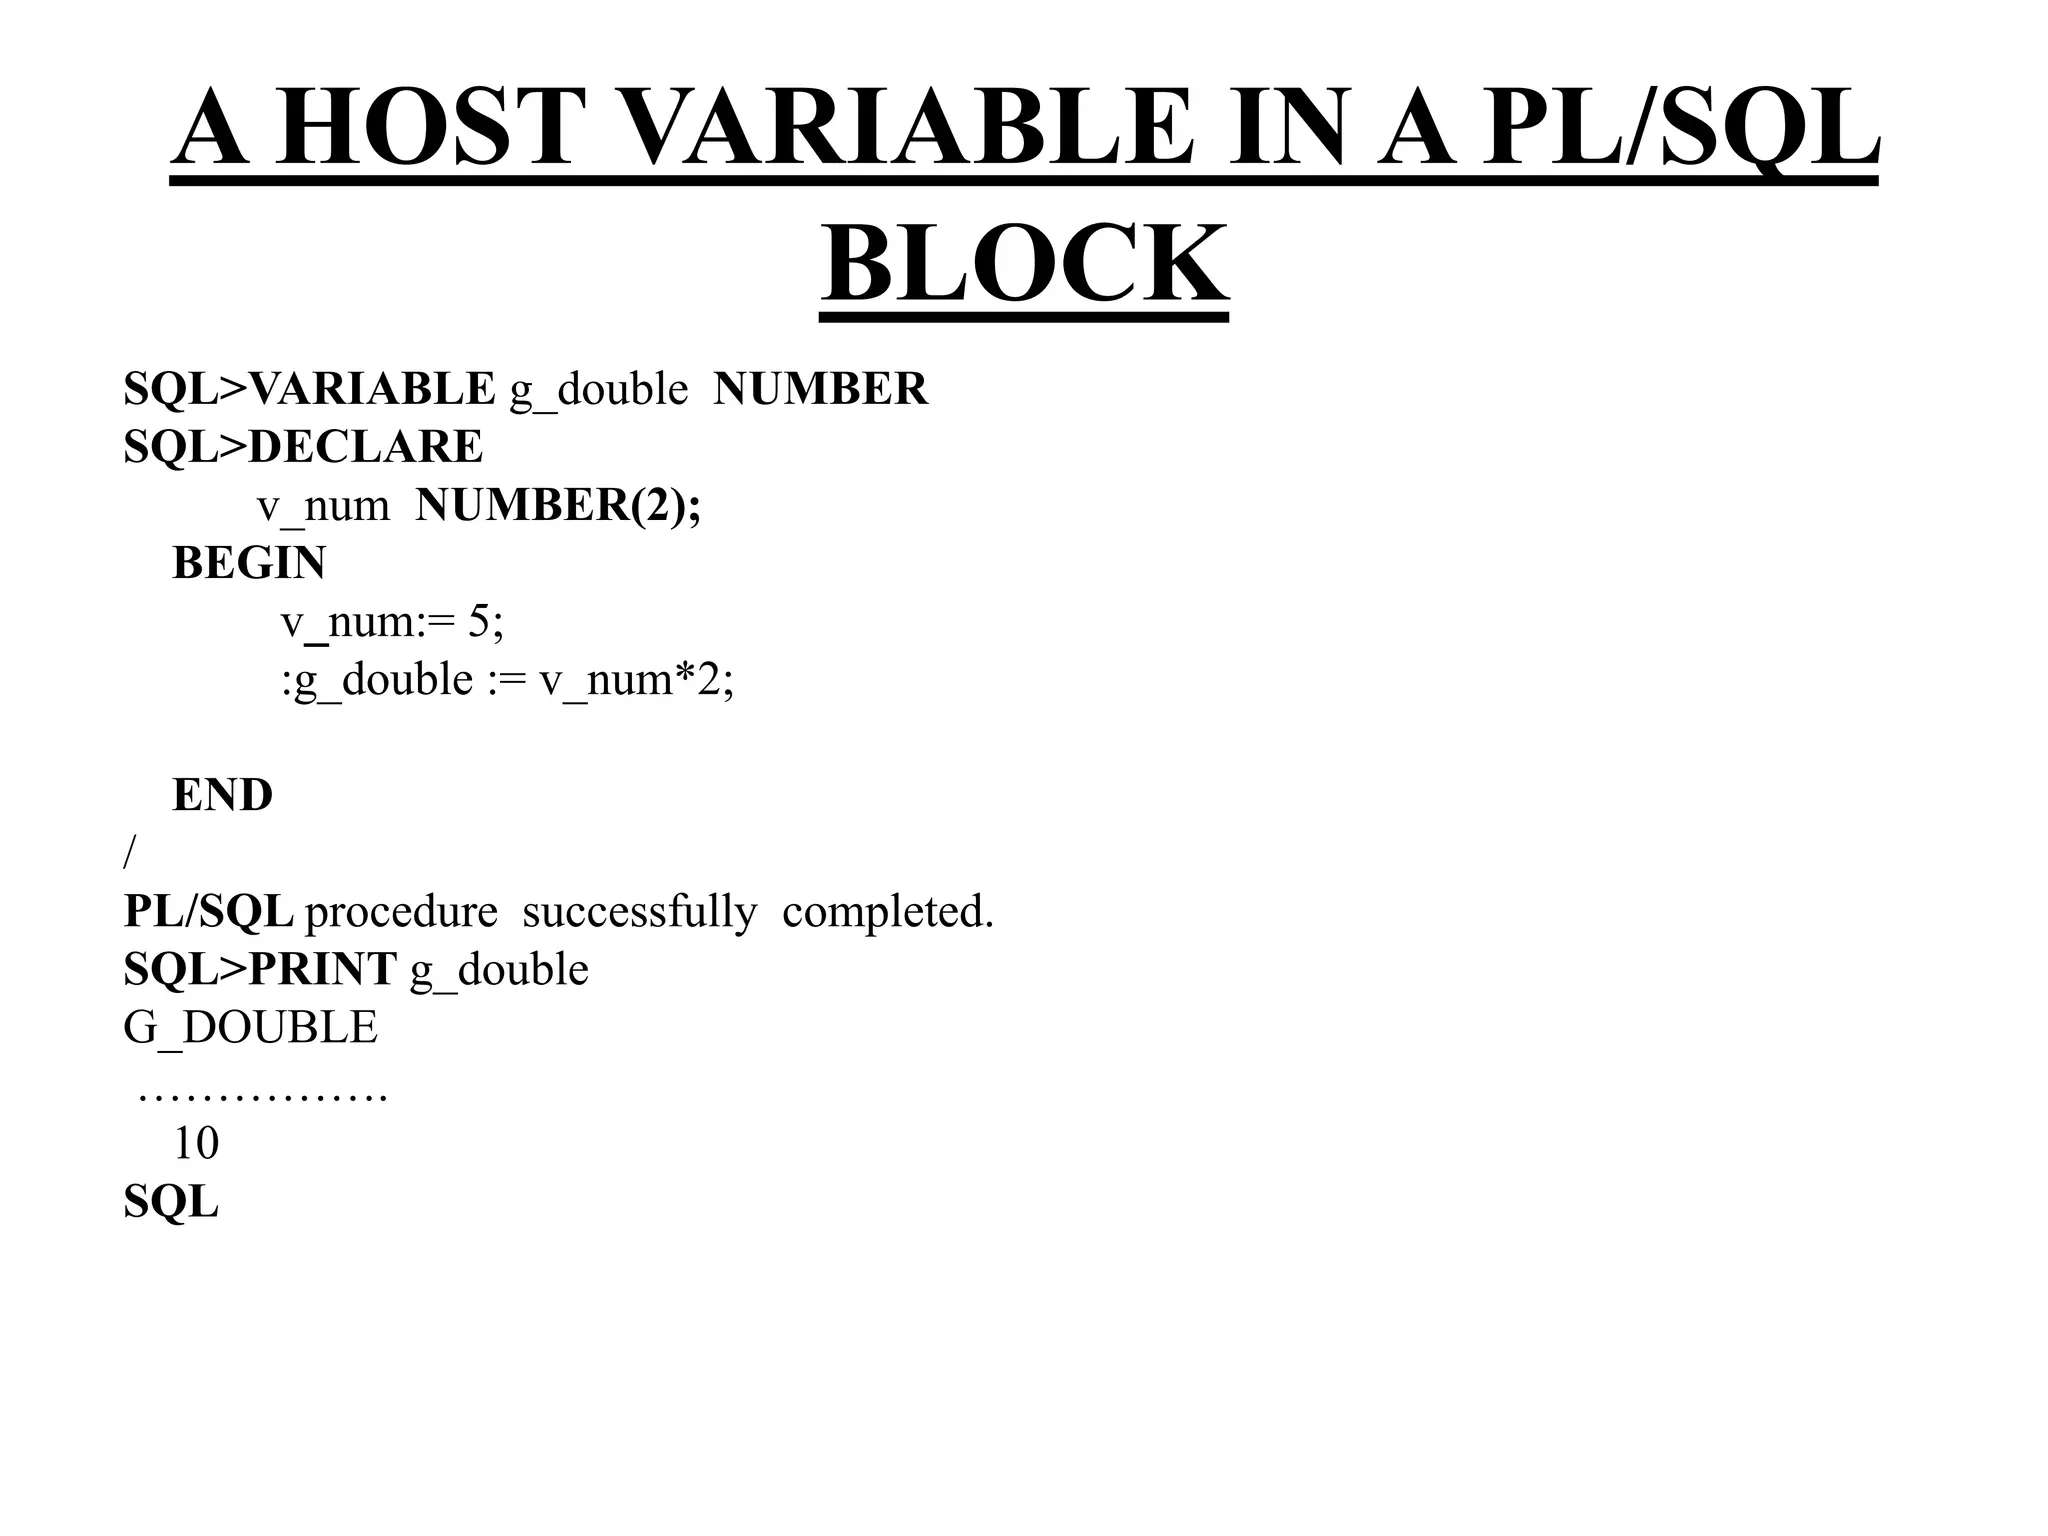 A HOST VARIABLE IN A PL/SQL
BLOCK
SQL>VARIABLE g_double NUMBER
SQL>DECLARE
v_num NUMBER(2);
BEGIN
v_num:= 5;
:g_double := v_num*2;
END
/
PL/SQL procedure successfully completed.
SQL>PRINT g_double
G_DOUBLE
…………….
10
SQL